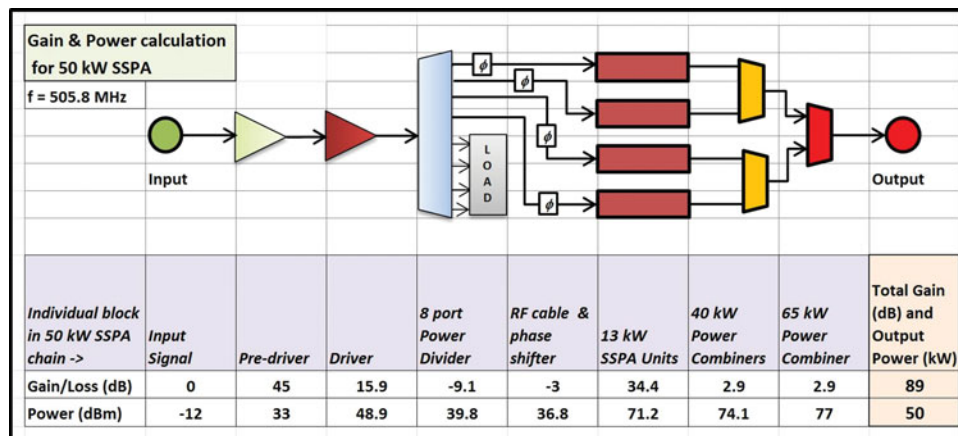 Gain & Power calculation
for 50 kW SSPA
f = 505.8 MHz
ϕ
ϕ
ϕ
ϕ
L
O
A
D
Input
Output
Individual block
in 50 kW SSPA
chain ->
Input
Signal
Pre-driver
Driver
8 port
Power
Divider
RF cable &
phase
shifter
13 kW
SSPA Units
40 kW
Power
Combiners
65 kW
Power
Combiner
Total Gain
(dB) and
Output
Power (kW)
Gain/Loss (dB) 0 45 15.9 -9.1 -3 34.4 2.9 2.9 89
Power (dBm) -12 33 48.9 39.8 36.8 71.2 74.1 77 50